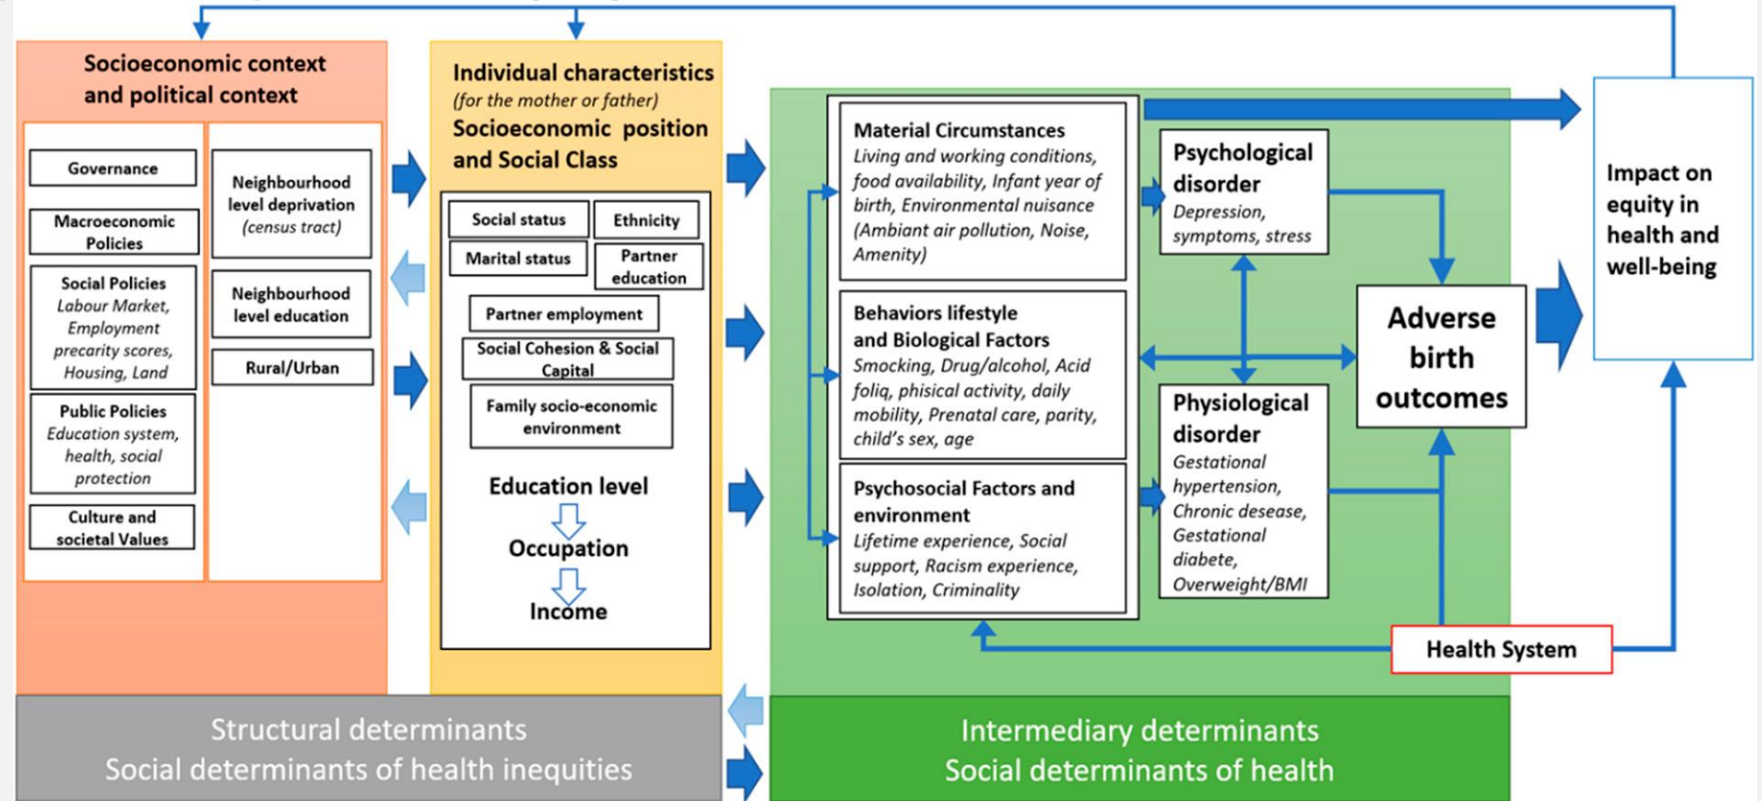 Socioeconomic context
and political context
Governance
Macroeconomic
Policies
Social Policies
Labour Market,
Employment
precarity scores,
Housing, Land
Public Policies
Education system,
health, social
protection
Culture and
societal Values
Neighbourhood
level deprivation
(census tract)
Neighbourhood
level education
Rural/Urban
Individual characteristics
(for the mother or father)
Socioeconomic position
and Social Class
Social status
Ethnicity
Marital status
Partner
education
Partner employment
Social Cohesion & Social
Capital
Family socio-economic
environment
Education level
Occupation
Income
Material Circumstances
Living and working conditions,
food availability, Infant year of
birth, Environmental nuisance
(Ambiant air pollution, Noise,
Amenity)
Behaviors lifestyle
and Biological Factors
Smocking, Drug/alcohol, Acid
foliq, phisical activity, daily
mobility, Prenatal care, parity,
child's sex, age
Psychosocial Factors and
environment
Lifetime experience, Social
support, Racism experience,
Isolation, Criminality
Psychological
disorder
Depression,
symptoms, stress
Physiological
disorder
Gestational
hypertension,
Chronic desease,
Gestational
diabete,
Overweight/BMI
Adverse
birth
outcomes
Impact on
equity in
health and
well-being
Health System
Structural determinants
Social determinants of health inequities
Intermediary determinants
Social determinants of health